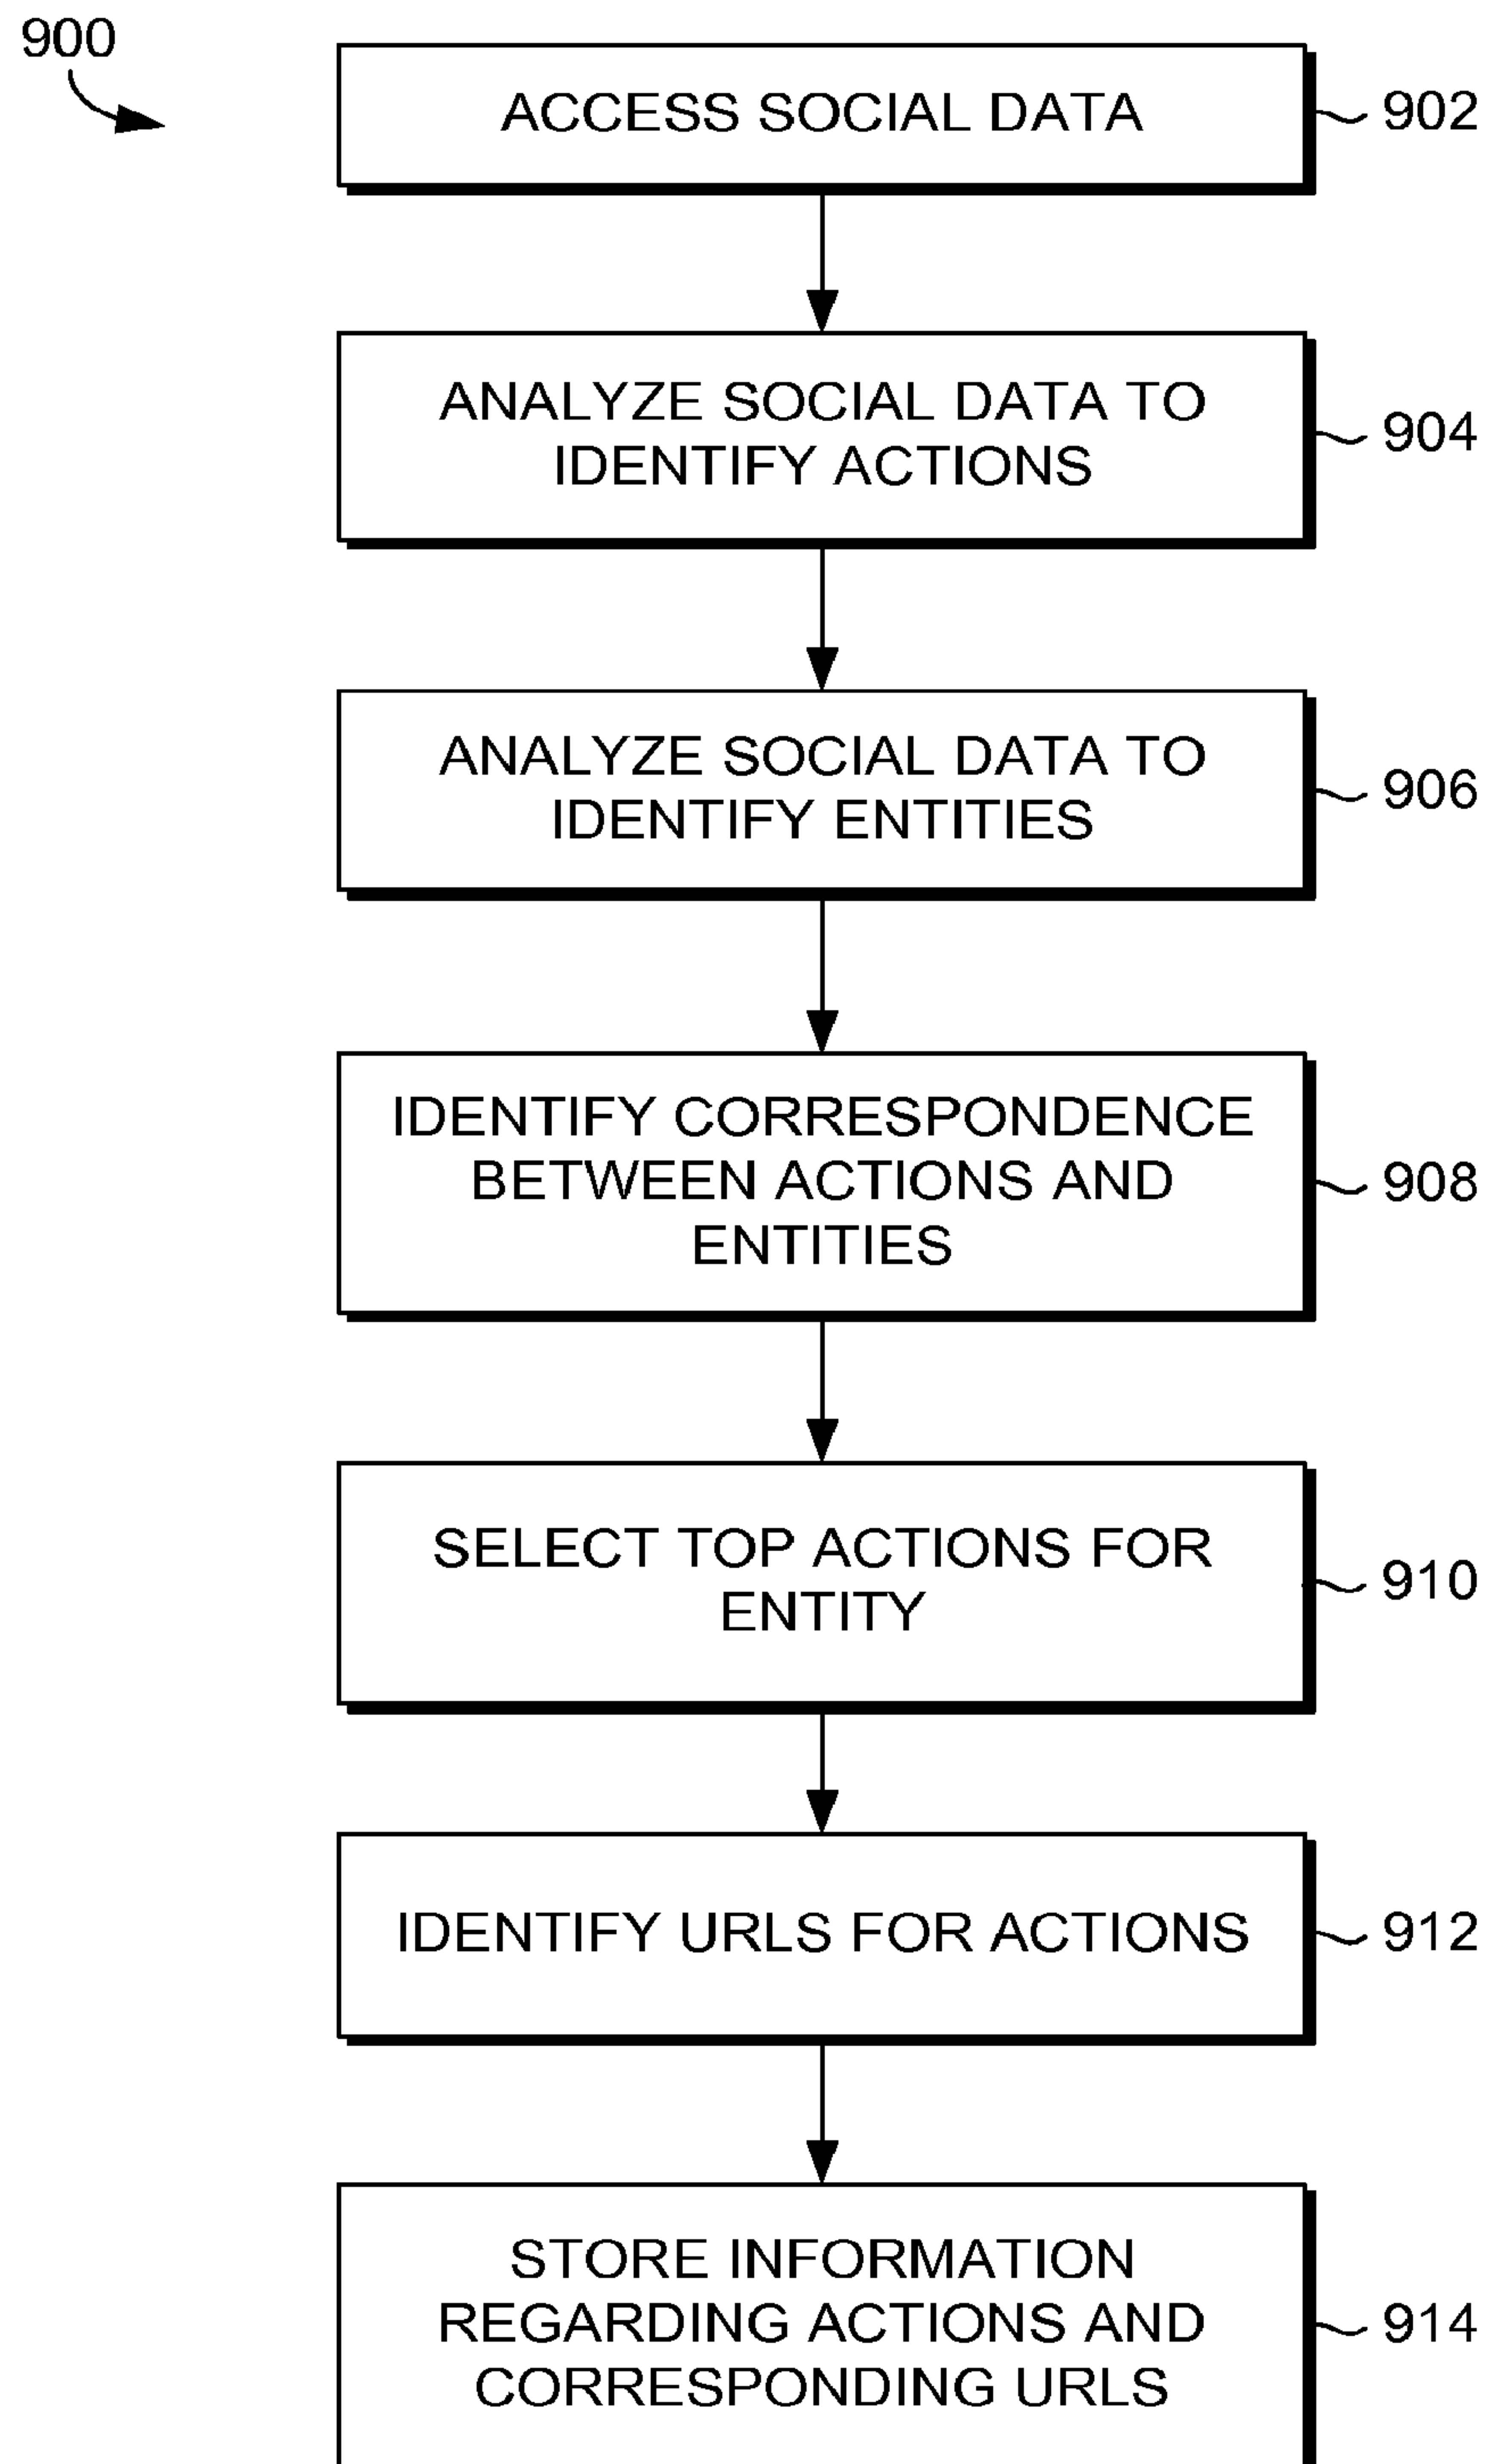 900
ACCESS SOCIAL DATA
902
ANALYZE SOCIAL DATA TO
IDENTIFY ACTIONS
904
ANALYZE SOCIAL DATA TO
IDENTIFY ENTITIES
906
IDENTIFY CORRESPONDENCE
BETWEEN ACTIONS AND
ENTITIES
908
SELECT TOP ACTIONS FOR
ENTITY
910
IDENTIFY URLS FOR ACTIONS
912
STORE INFORMATION
REGARDING ACTIONS AND
CORRESPONDING URLS
914